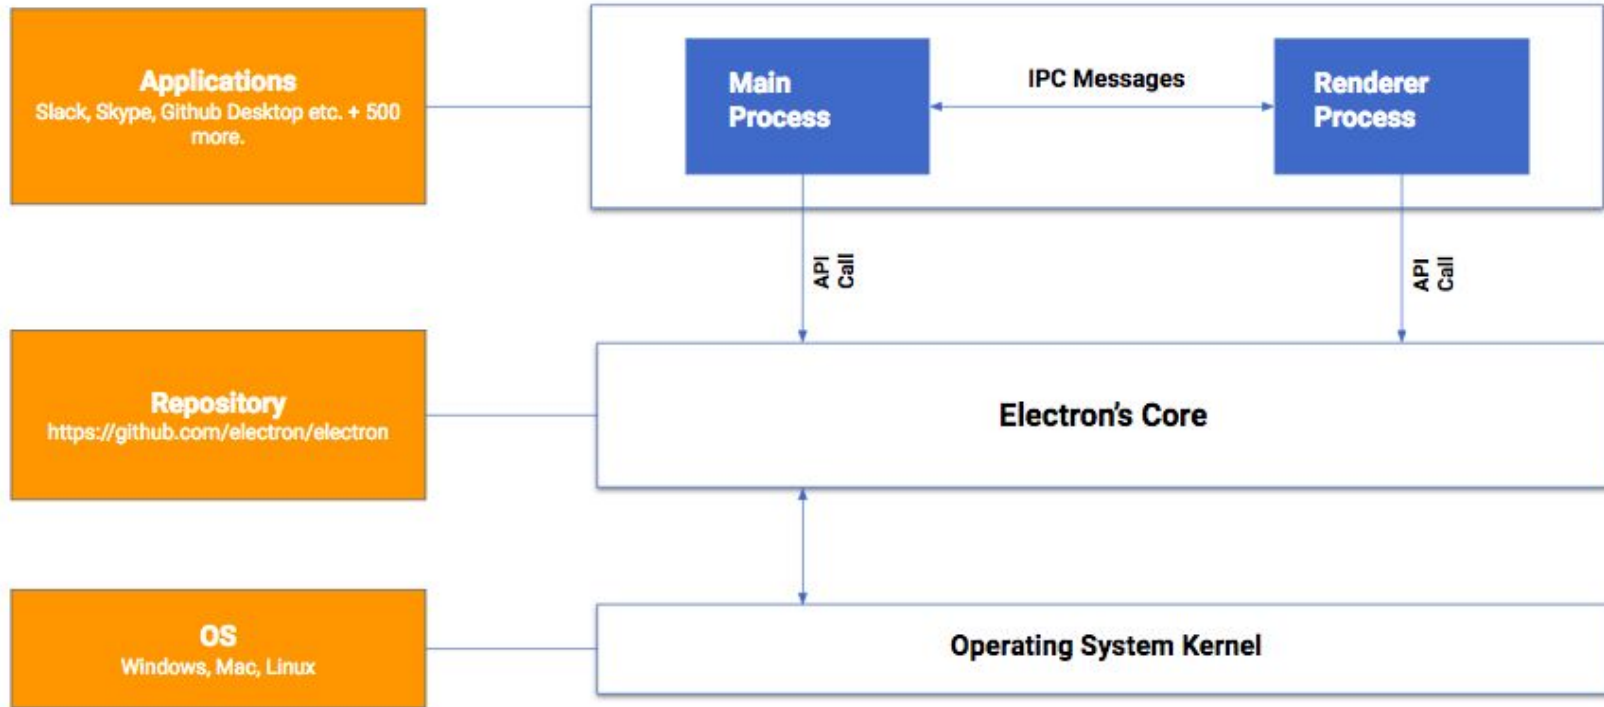 Applications
Slack, Skype, Github Desktop etc. + 500
more.
Main
Process
IPC Messages
Renderer
Process
API
Call
API
Call
Repository
https://github.com/electron/electron
Electron's Core
OS
Windows, Mac, Linux
Operating System Kernel